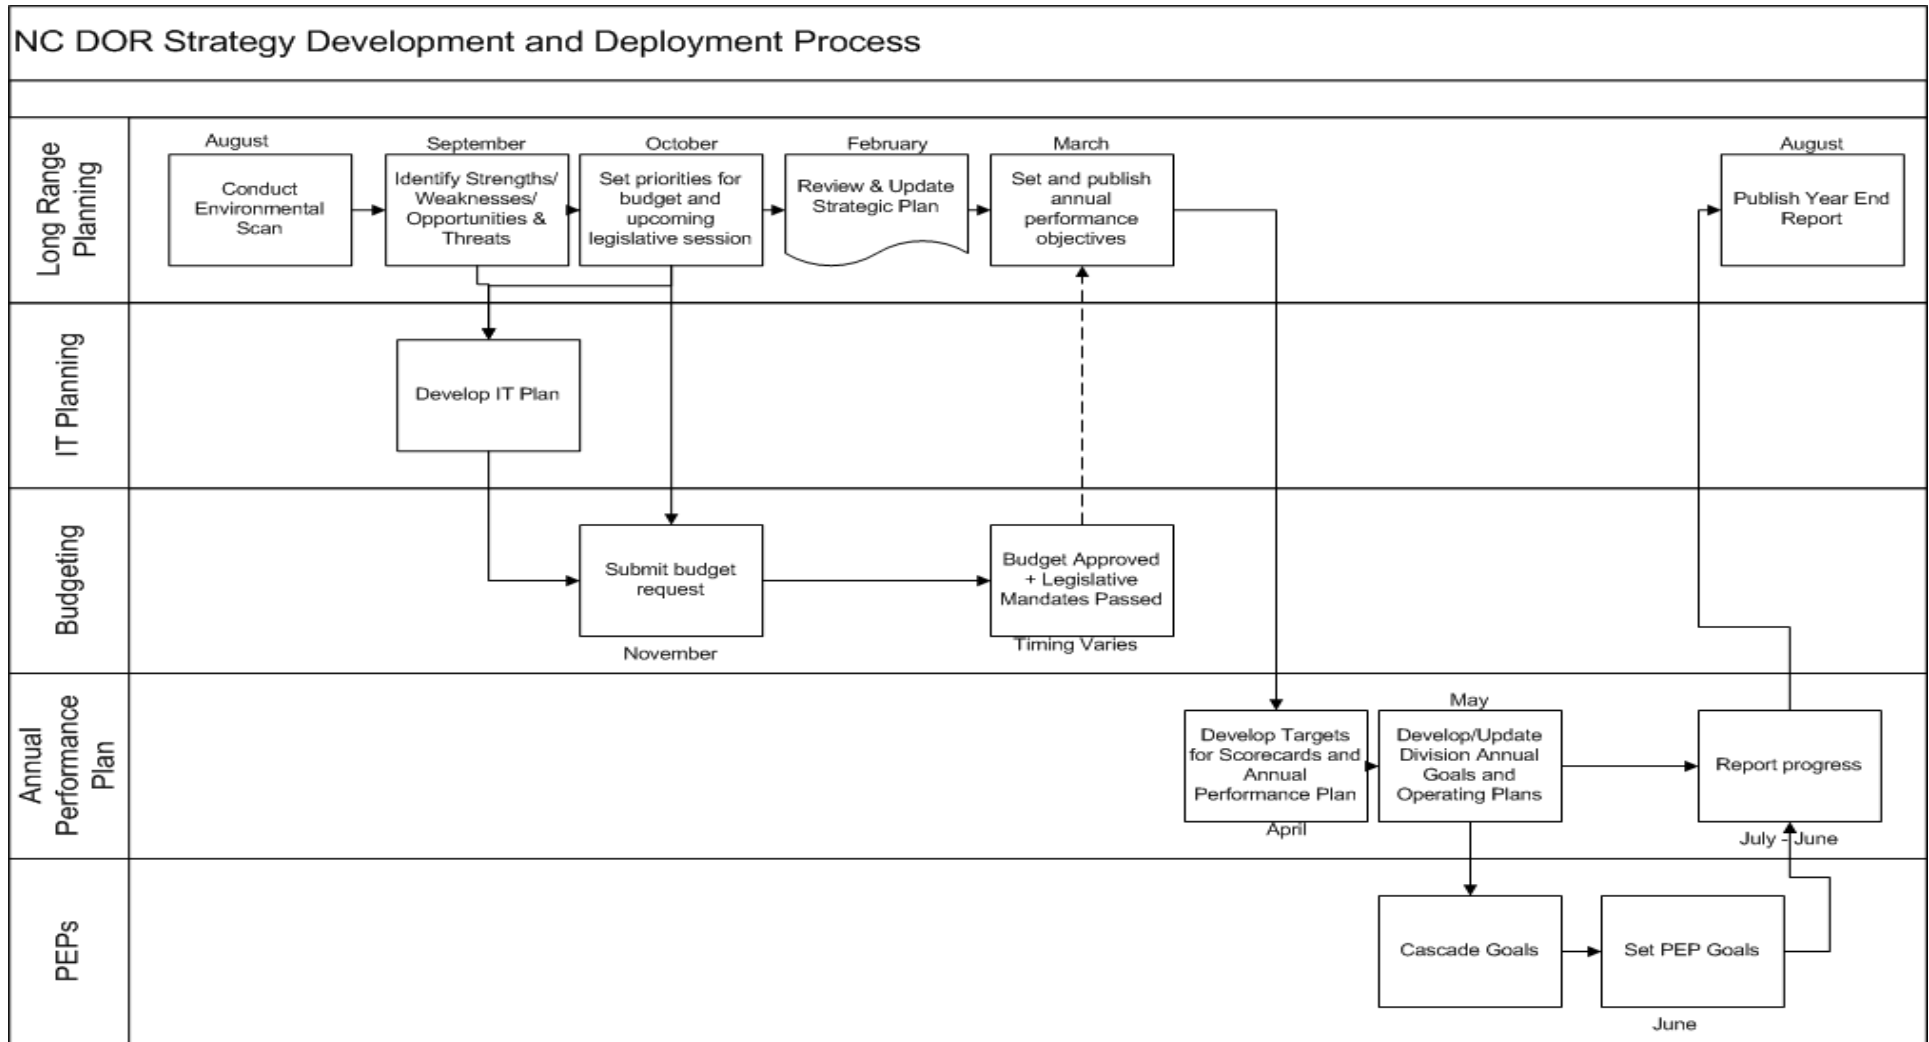 NC DOR Strategy Development and Deployment Process
Long Range
Planning
August
Conduct
Environmental
Scan
September
Identify Strengths/
Weaknesses/
Opportunities &
Threats
October
Set priorities for
budget and
upcoming
legislative session
February
Review & Update
Strategic Plan
March
Set and publish
annual
performance
objectives
August
Publish Year End
Report
IT Planning
Develop IT Plan
Budgeting
Submit budget
request
November
Budget Approved
+ Legislative
Mandates Passed
Timing Varies
Annual
Performance
Plan
Develop Targets
for Scorecards and
Annual
Performance Plan
April
May
Develop/Update
Division Annual
Goals and
Operating Plans
Report progress
July - June
PEPs
Cascade Goals
Set PEP Goals
June